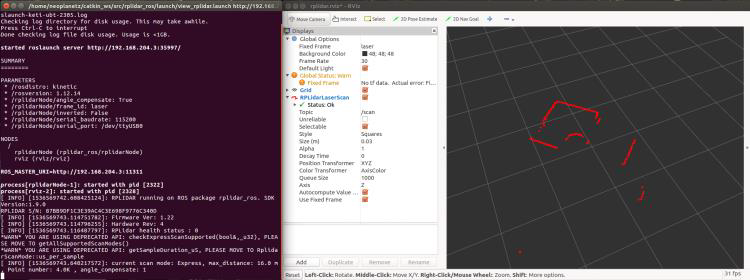 /home/neoplanetz/catkin_ws/src/rplidar_ros/launch/view_rplidar.launch http://192.168
slaunch-keti-ubt-2305.log
Checking log directory for disk usage. This may take awhile.
Press Ctrl-C to interrupt
Done checking log file disk usage. Usage is <1GB.
started roslaunch server http://192.168.204.3:35997/
SUMMARY
========
PARAMETERS
* /rosdistro: kinetic
* /rosversion: 1.12.14
* /rplidarNode/angle_compensate: True
* /rplidarNode/frame_id: laser
* /rplidarNode/inverted: False
* /rplidarNode/serial_baudrate: 115200
* /rplidarNode/serial_port: /dev/ttyUSB0
NODES
/
rplidarNode (rplidar_ros/rplidarNode)
rviz (rviz/rviz)
ROS_MASTER_URI=http://192.168.204.3:11311
process[rplidarNode-1]: started with pid [2322]
process[rviz-2]: started with pid [2328]
[ INFO] [1536569742.608425124]: RPLIDAR running on ROS package rplidar_ros. SDK
Version:1.9.0
RPLIDAR S/N:
[ INFO] [1536569743.114751782]: Firmware Ver: 1.22
[ INFO] [1536569743.114796255]: Hardware Rev: 4
[ INFO] [1536569743.116487797]: RPLidar health status : 0
*WARN* YOU ARE USING DEPRECATED API: checkExpressScanSupported(bool&,_u32), PLEA
SE MOVE TO getAllSupportedScanModes()
*WARN* YOU ARE USING DEPRECATED API: getSampleDuration_uS, PLEASE MOVE TO RPlida
rScanMode::us_per_sample
[ INFO] [1536569743.640217572]: current scan mode: Express, max_distance: 16.0 m
, Point number: 4.0K , angle_compensate: 1
rplidar.rviz* - RViz
Move Camera Interact Select 2D Pose Estimate 2D Nav Goal
Displays
Global Options
Fixed Frame laser
Background Color 48; 48; 48
Frame Rate 30
Default Light
Global Status: Warn
Fixed Frame No tf data. Actual error: Fi...
Grid
RPLidarLaserScan
Status: Ok
Topic /scan
Unreliable
Selectable
Style Squares
Size (m) 0.03
Alpha 1
Decay Time 0
Position Transformer XYZ
Color Transformer AxisColor
Queue Size 1000
Axis Z
Autocompute Value ...
Use Fixed Frame
Add Duplicate Remove Rename
Reset Left-Click: Rotate. Middle-Click: Move X/Y. Right-Click/Mouse Wheel: Zoom. Shift: More options. 31 fps